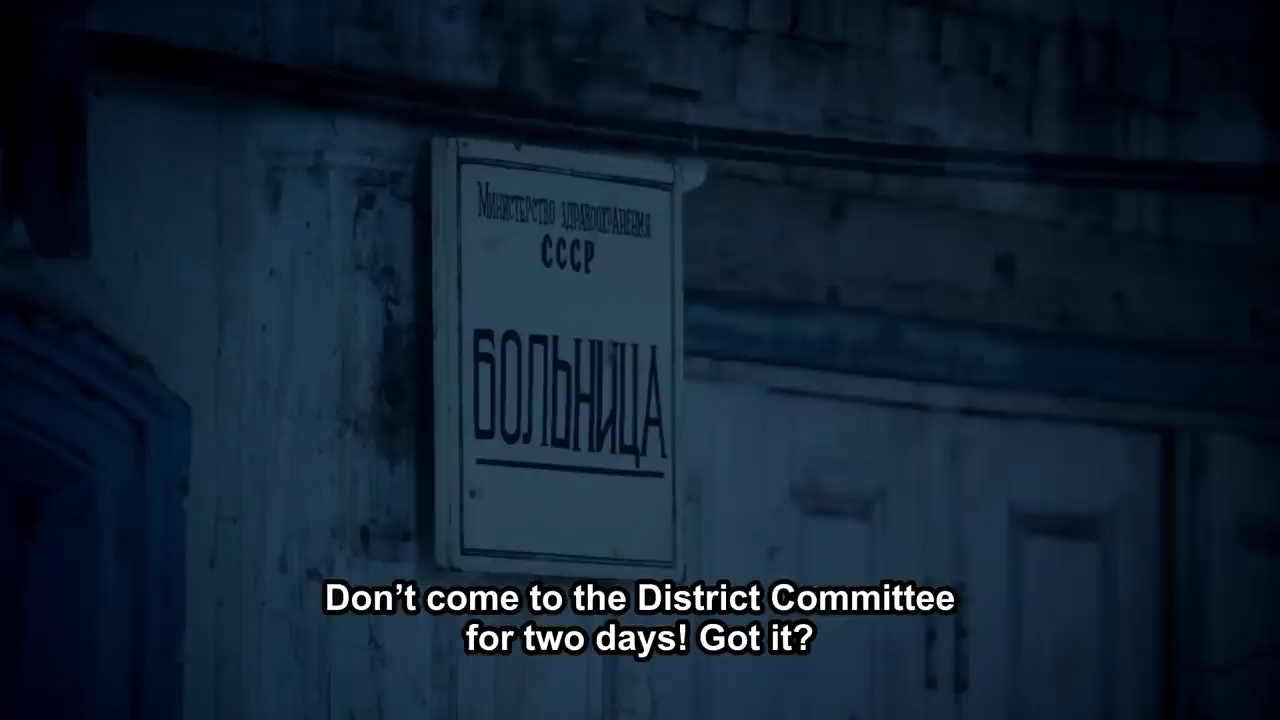 Министерство здравоохранения
СССР
БОЛЬНИЦА
Don’t come to the District Committee
for two days! Got it?